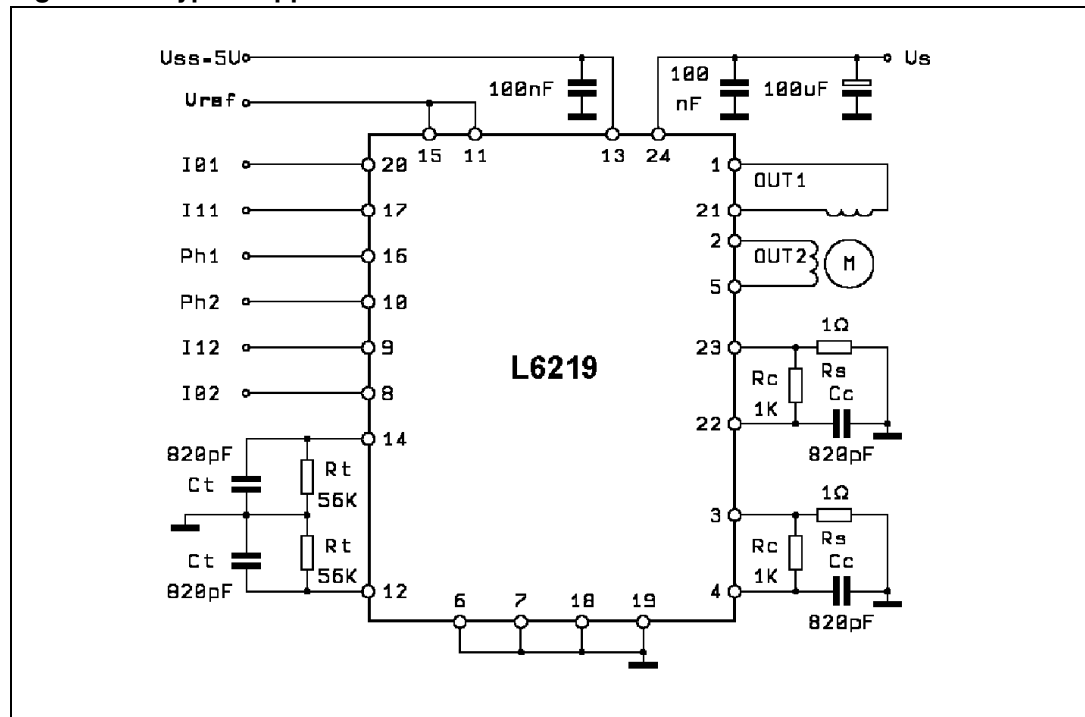 Vss=5V
100nF
100
nF
100uF
Vs
Vref
15
11
13
24
I01
20
1
OUT1
I11
17
21
Ph1
16
2
OUT2
M
Ph2
10
5
I12
9
23
1Ω
Rs
L6219
Rc
1K
Cc
I02
8
22
820pF
14
820pF
Ct
Rt
56K
3
1Ω
Rs
Ct
Rt
56K
Rc
1K
Cc
820pF
12
4
820pF
6
7
18
19